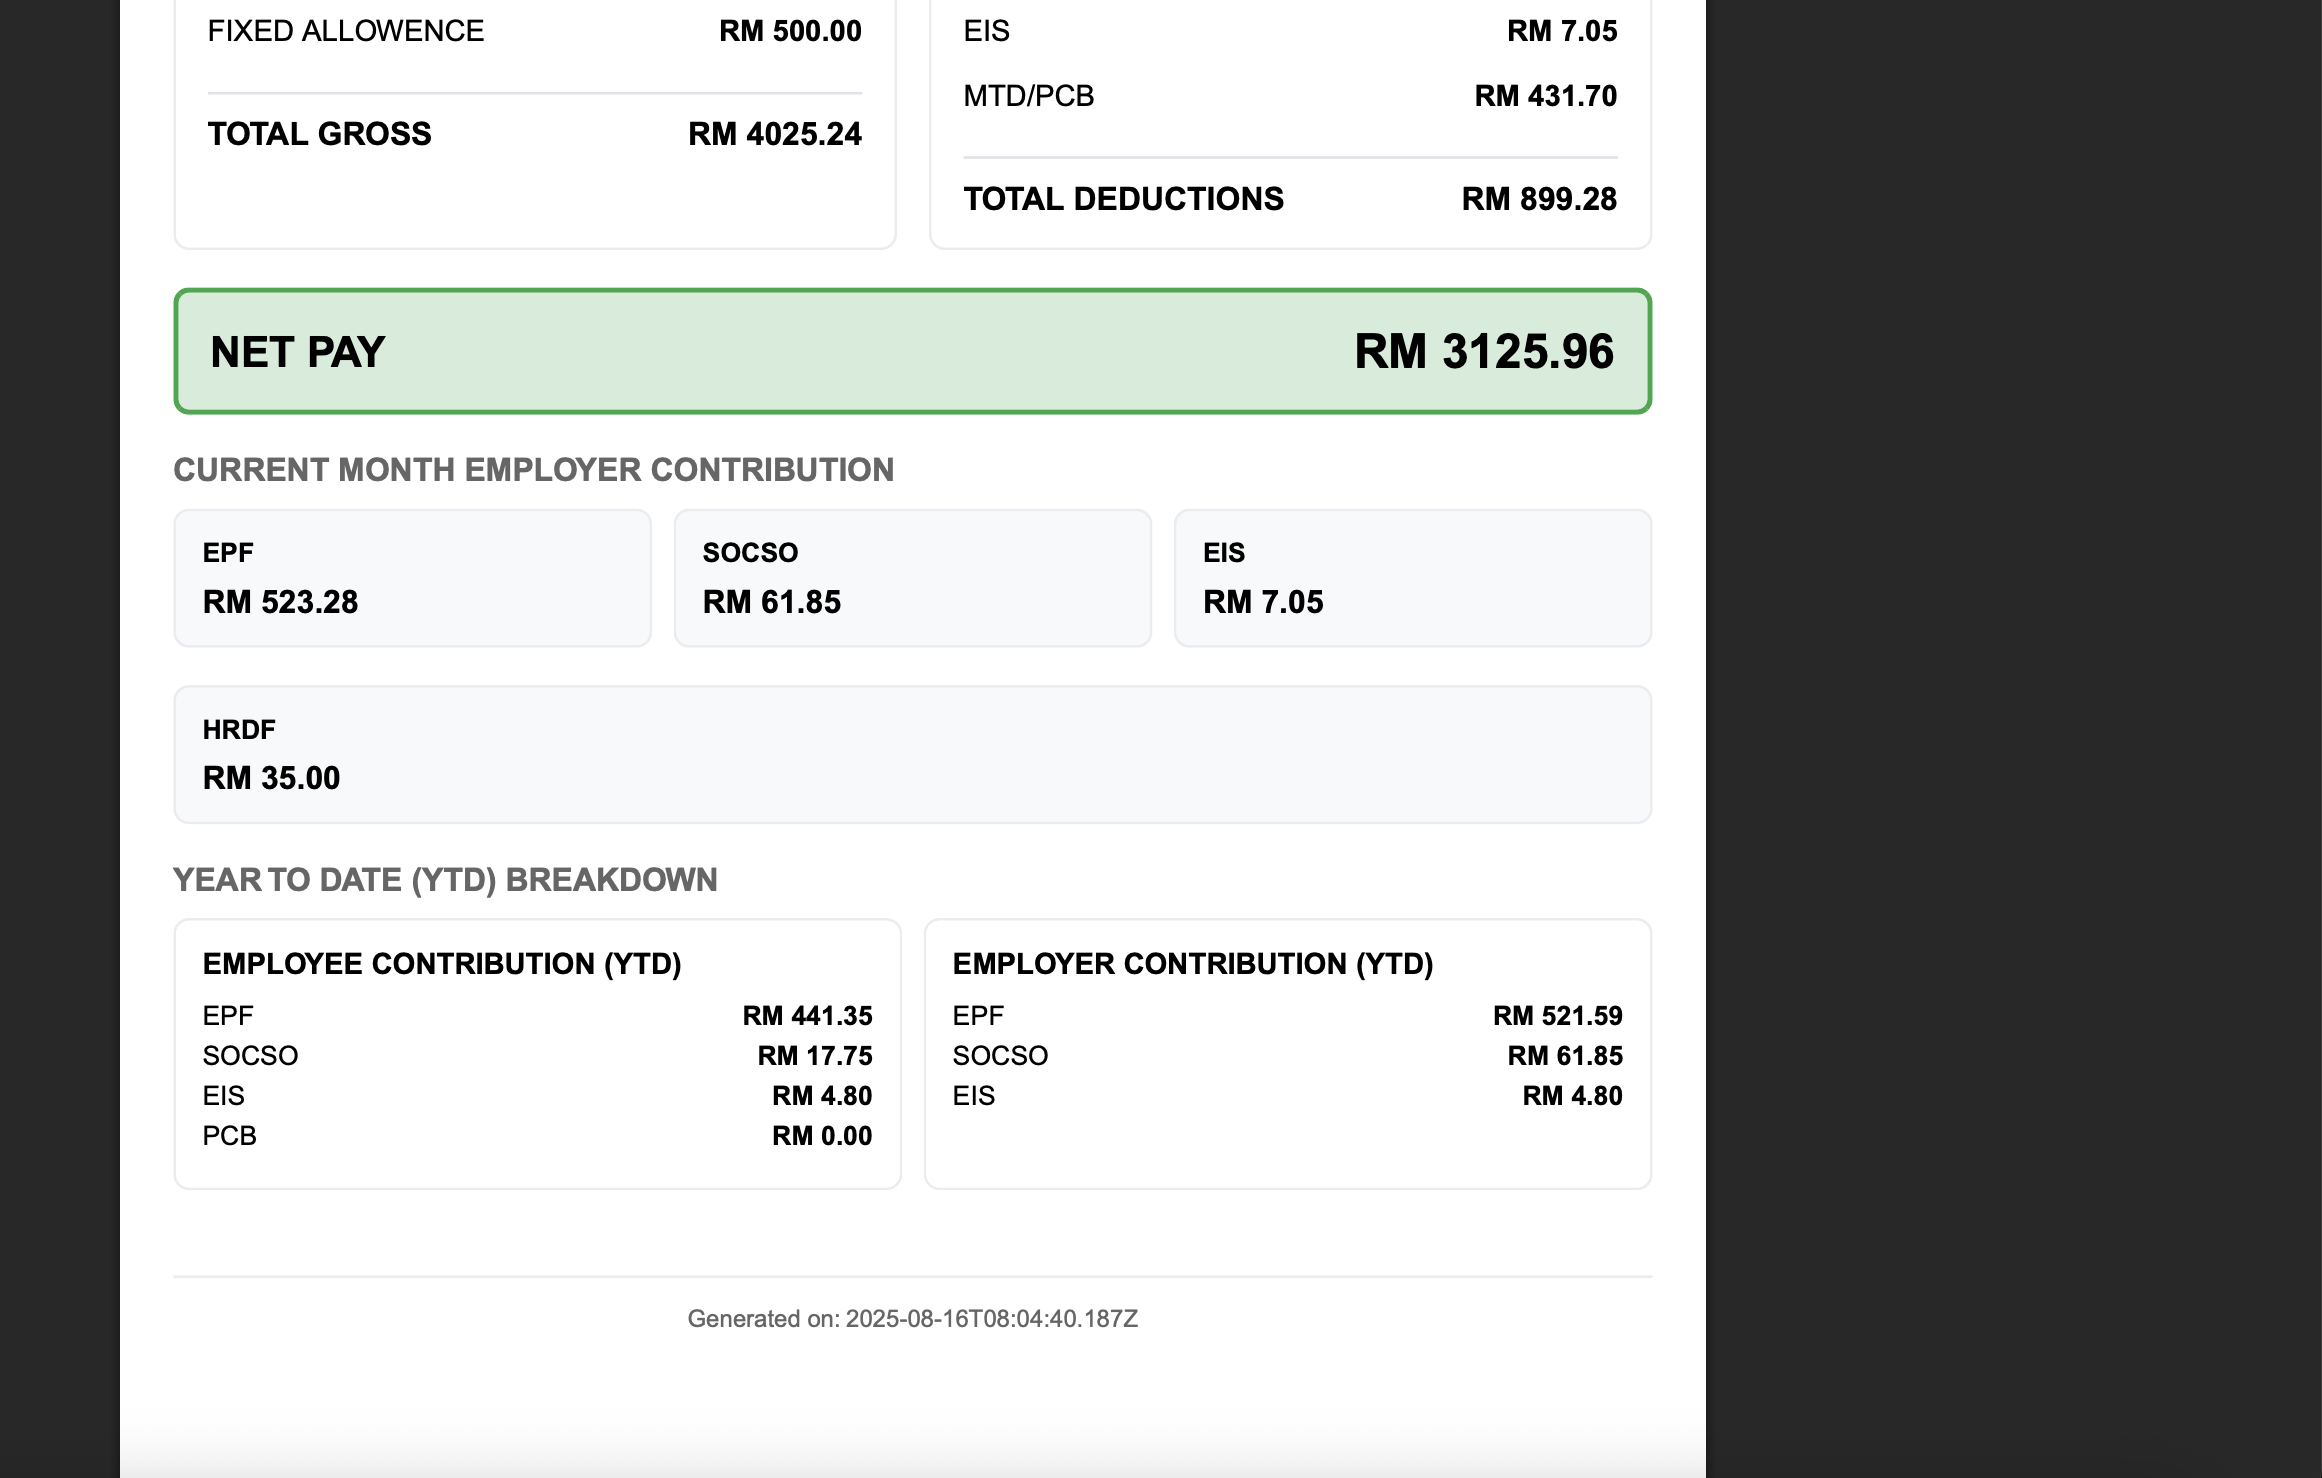 FIXED ALLOWENCE RM 500.00
TOTAL GROSS RM 4025.24
EIS RM 7.05
MTD/PCB RM 431.70
TOTAL DEDUCTIONS RM 899.28
NET PAY RM 3125.96
CURRENT MONTH EMPLOYER CONTRIBUTION
EPF
RM 523.28
SOCSO
RM 61.85
EIS
RM 7.05
HRDF
RM 35.00
YEAR TO DATE (YTD) BREAKDOWN
EMPLOYEE CONTRIBUTION (YTD)
EPF RM 441.35
SOCSO RM 17.75
EIS RM 4.80
PCB RM 0.00
EMPLOYER CONTRIBUTION (YTD)
EPF RM 521.59
SOCSO RM 61.85
EIS RM 4.80
Generated on: 2025-08-16T08:04:40.187Z